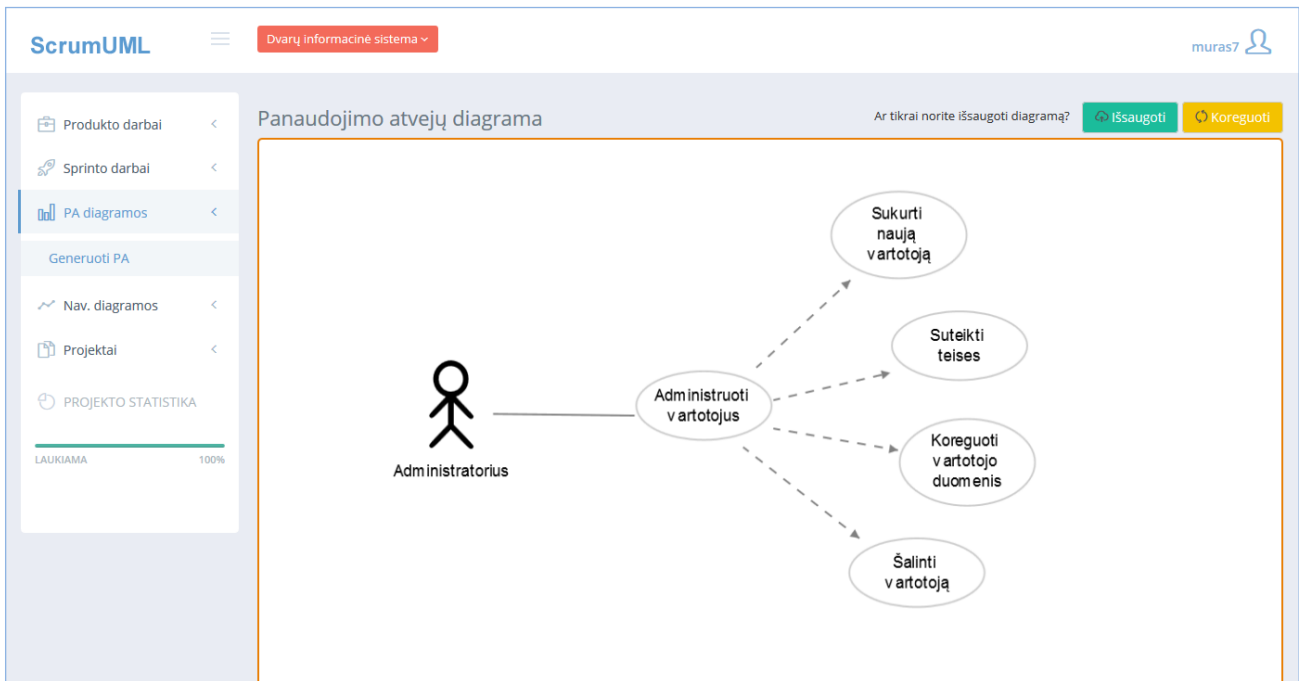 ScrumUML
Dvarų informacinė sistema
muras7
Produkto darbai
Sprinto darbai
PA diagramos
Generuoti PA
Nav. diagramos
Projektai
PROJEKTO STATISTIKA
LAUKIAMA 100%
Panaudojimo atvejų diagrama
Ar tikrai norite išsaugoti diagramą?
Išsaugoti
Koreguoti
Sukurti
naują
vartotoją
Suteikti
teises
Administruoti
vartotojus
Koreguoti
vartotojo
duomenis
Administratorius
Šalinti
vartotoją